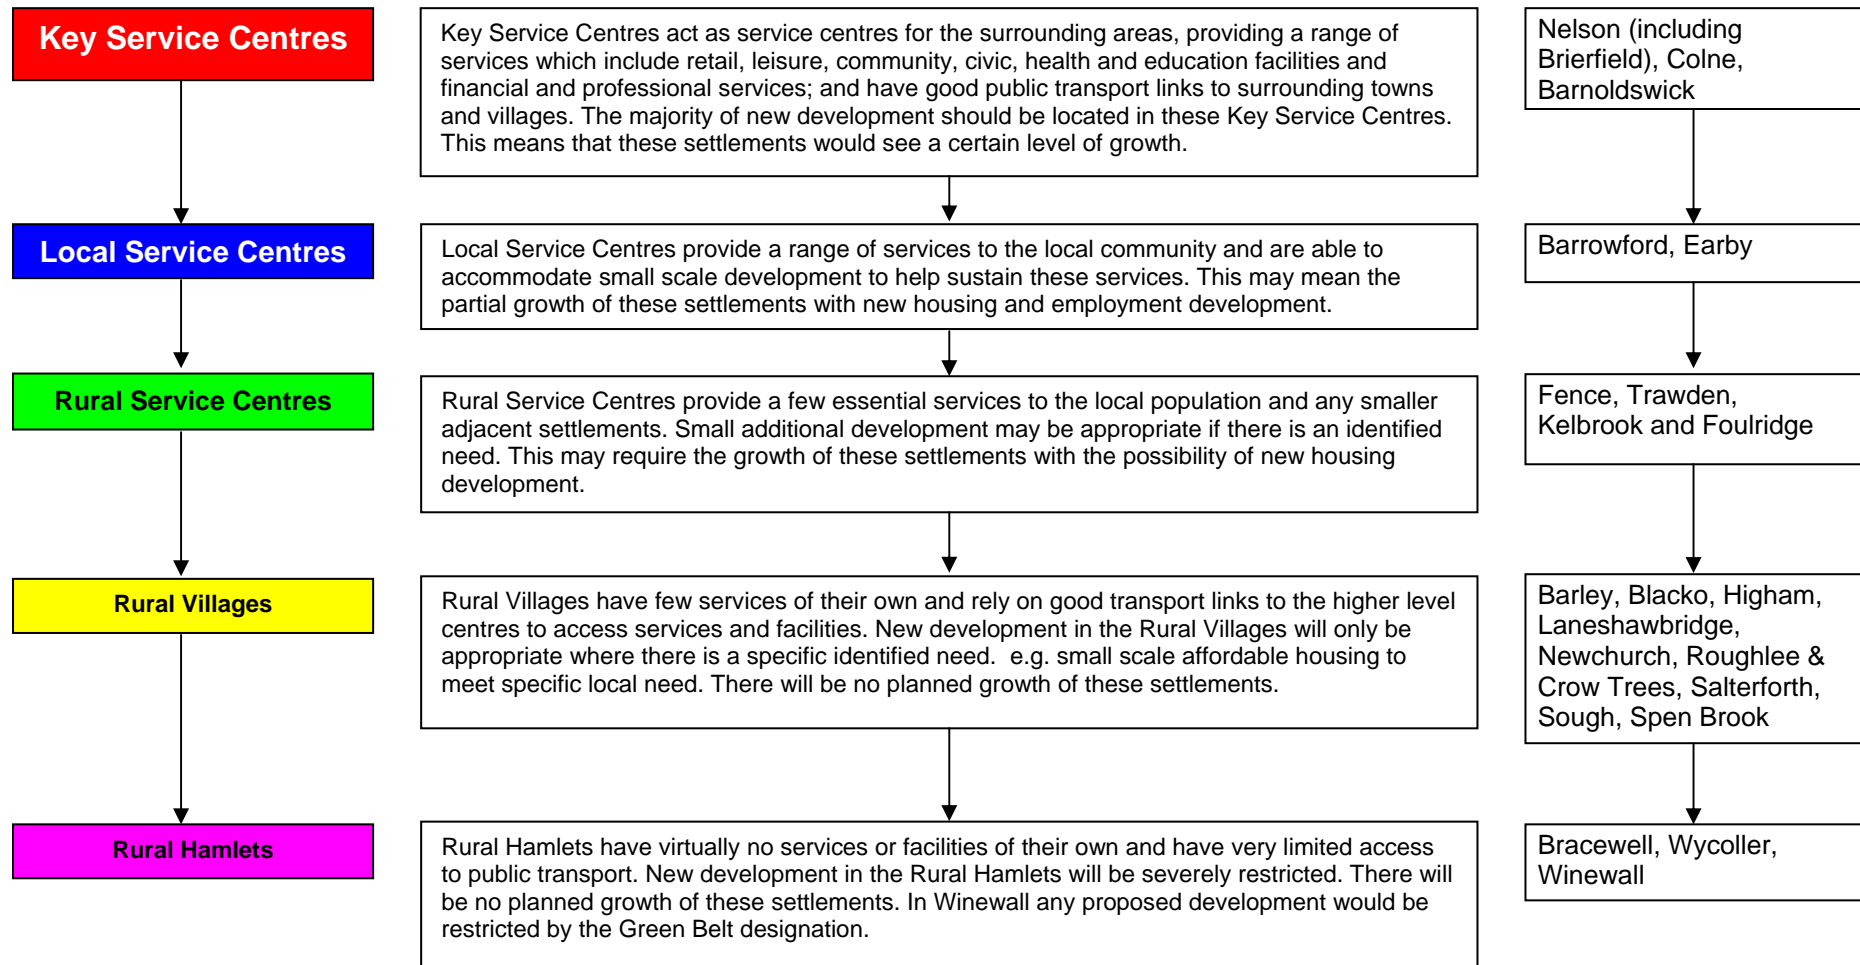 Key Service Centres
Key Service Centres act as service centres for the surrounding areas, providing a range of
services which include retail, leisure, community, civic, health and education facilities and
financial and professional services; and have good public transport links to surrounding towns
and villages. The majority of new development should be located in these Key Service Centres.
This means that these settlements would see a certain level of growth.
Nelson (including
Brierfield), Colne,
Barnoldswick
Local Service Centres
Local Service Centres provide a range of services to the local community and are able to
accommodate small scale development to help sustain these services. This may mean the
partial growth of these settlements with new housing and employment development.
Barrowford, Earby
Rural Service Centres
Rural Service Centres provide a few essential services to the local population and any smaller
adjacent settlements. Small additional development may be appropriate if there is an identified
need. This may require the growth of these settlements with the possibility of new housing
development.
Fence, Trawden,
Kelbrook and Foulridge
Rural Villages
Rural Villages have few services of their own and rely on good transport links to the higher level
centres to access services and facilities. New development in the Rural Villages will only be
appropriate where there is a specific identified need.  e.g. small scale affordable housing to
meet specific local need. There will be no planned growth of these settlements.
Barley, Blacko, Higham,
Laneshawbridge,
Newchurch, Roughlee &
Crow Trees, Salterforth,
Sough, Spen Brook
Rural Hamlets
Rural Hamlets have virtually no services or facilities of their own and have very limited access
to public transport. New development in the Rural Hamlets will be severely restricted. There will
be no planned growth of these settlements. In Winewall any proposed development would be
restricted by the Green Belt designation.
Bracewell, Wycoller,
Winewall